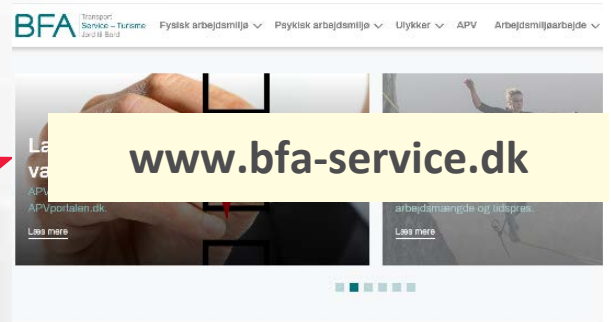 BFA
Transport
Service – Turisme
Jord til Bord
Fysisk arbejdsmiljø
Psykisk arbejdsmiljø
Ulykker
APV
Arbejdsmiljøarbejde
www.bfa-service.dk
APVportalen.dk.
Læs mere
arbejdsmængde og tidspres.
Læs mere